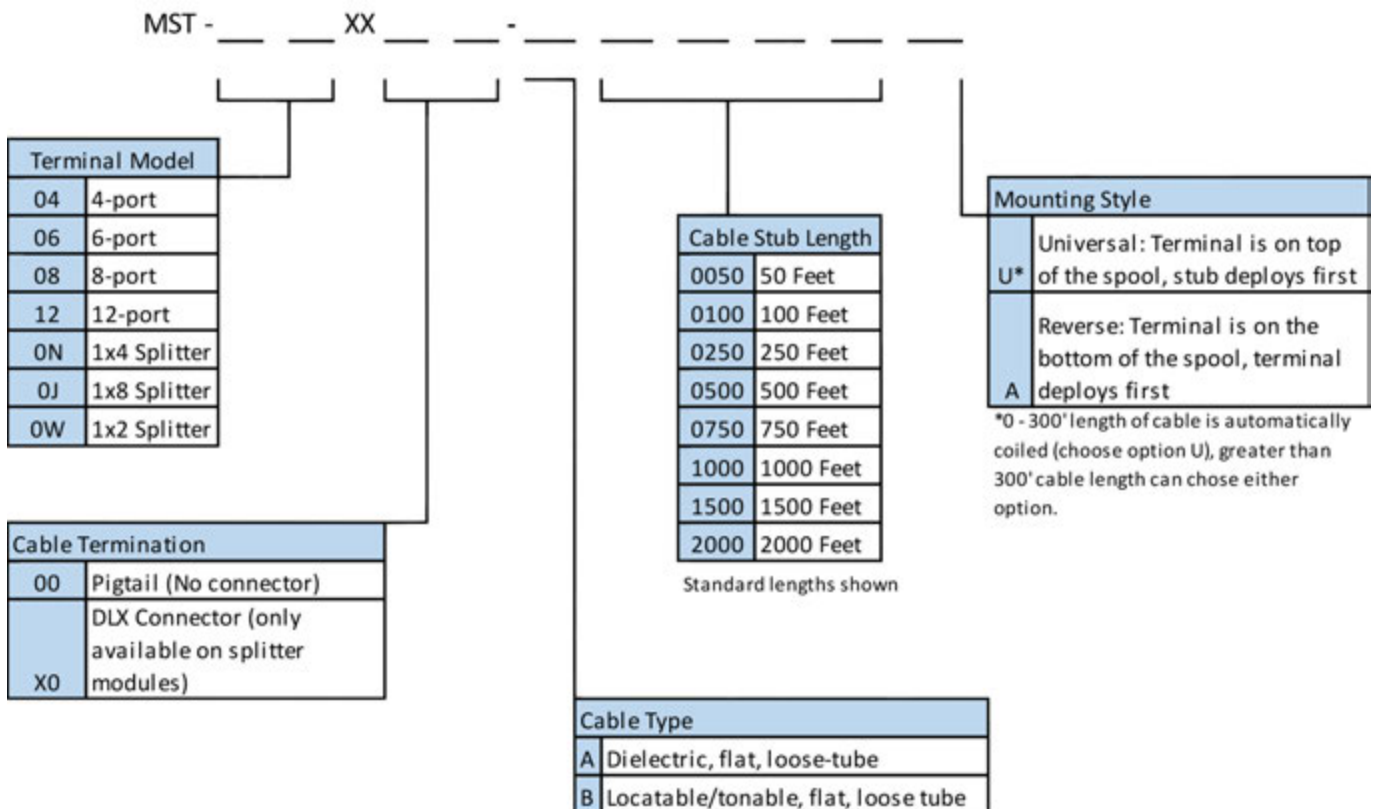 MST - __ __ XX __ __ - __ __ __ __ __ __
Terminal Model
04 4-port
06 6-port
08 8-port
12 12-port
0N 1x4 Splitter
0J 1x8 Splitter
0W 1x2 Splitter
Cable Termination
00 Pigtail (No connector)
DLX Connector (only
available on splitter
X0 modules)
Cable Type
A Dielectric, flat, loose-tube
B Locatable/tonable, flat, loose tube
Cable Stub Length
0050 50 Feet
0100 100 Feet
0250 250 Feet
0500 500 Feet
0750 750 Feet
1000 1000 Feet
1500 1500 Feet
2000 2000 Feet
Standard lengths shown
Mounting Style
Universal: Terminal is on top
U* of the spool, stub deploys first
Reverse: Terminal is on the
bottom of the spool, terminal
A deploys first
*0 - 300' length of cable is automatically
coiled (choose option U), greater than
300' cable length can chose either
option.